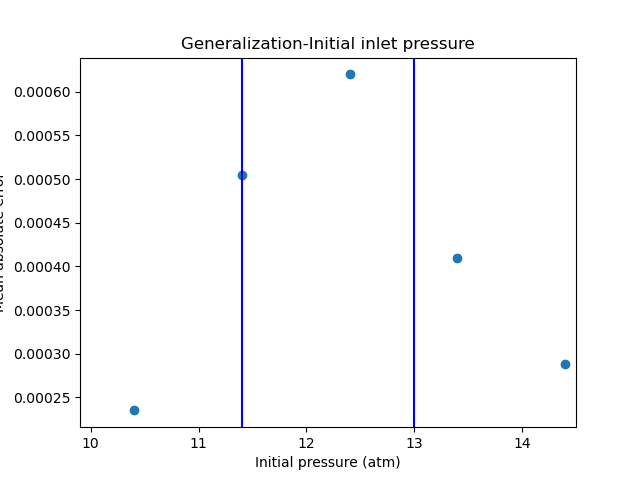 Generalization-Initial inlet pressure
Mean absolute error
0.00060
0.00055
0.00050
0.00045
0.00040
0.00035
0.00030
0.00025
10 11 12 13 14
Initial pressure (atm)